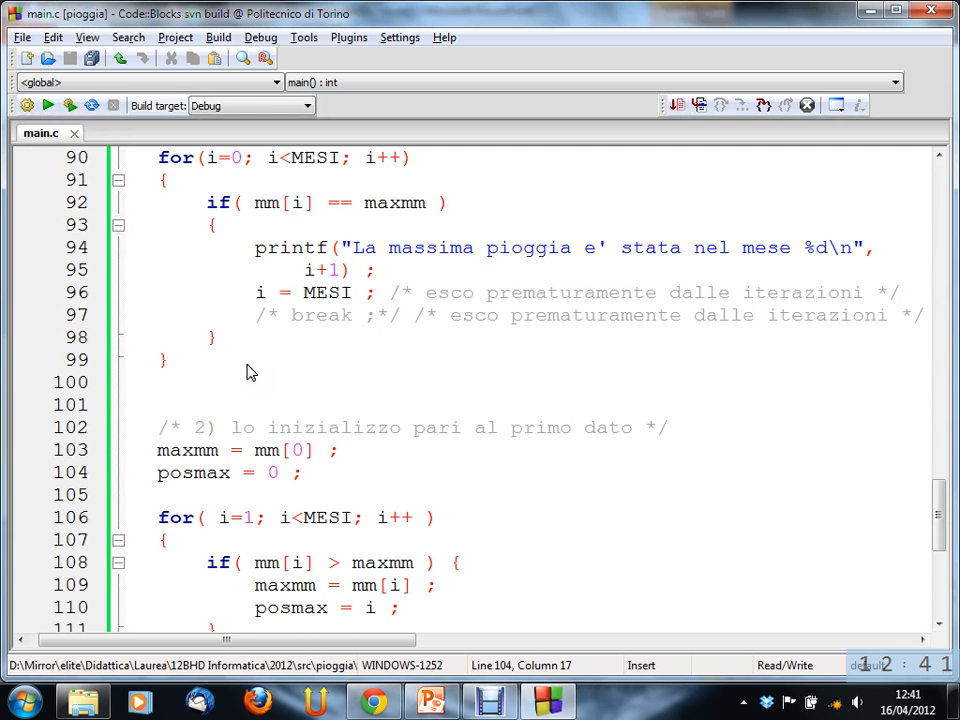 main.c [pioggia] - Code::Blocks svn build @ Politecnico di Torino
File Edit View Search Project Build Debug Tools Plugins Settings Help
<global> main() : int
Build target: Debug
main.c
90 for(i=0; i<MESI; i++)
91 {
92 if( mm[i] == maxmm )
93 {
94 printf("La massima pioggia e' stata nel mese %d\n",
95 i+1) ;
96 i = MESI ; /* esco prematuramente dalle iterazioni */
97 /* break ;*/ /* esco prematuramente dalle iterazioni */
98 }
99 }
100
101
102 /* 2) lo inizializzo pari al primo dato */
103 maxmm = mm[0] ;
104 posmax = 0 ;
105
106 for( i=1; i<MESI; i++ )
107 {
108 if( mm[i] > maxmm ) {
109 maxmm = mm[i] ;
110 posmax = i ;
111 }
D:\Mirror\elite\Didattica\Laurea\12BHD Informatica\2012\src\pioggia\ WINDOWS-1252 Line 104, Column 17 Insert Read/Write default
12:41
12:41
16/04/2012